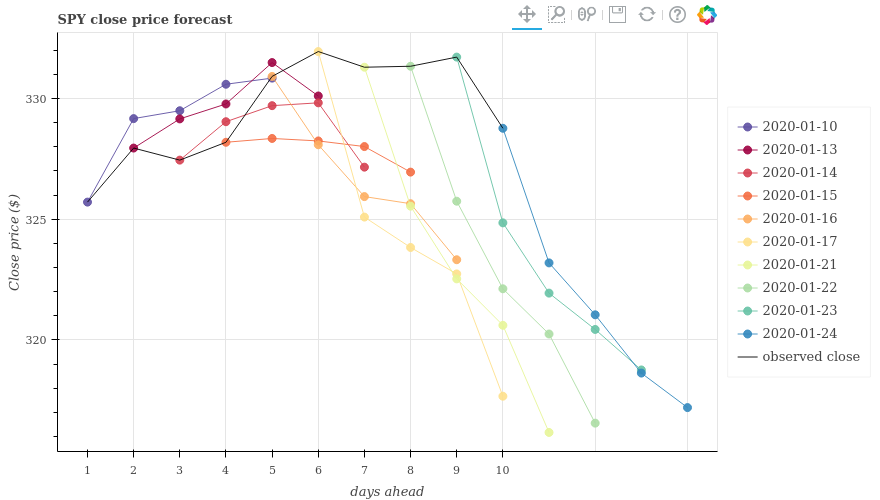 SPY close price forecast
330
325
320
Close price ($)
1 2 3 4 5 6 7 8 9 10
days ahead
2020-01-10
2020-01-13
2020-01-14
2020-01-15
2020-01-16
2020-01-17
2020-01-21
2020-01-22
2020-01-23
2020-01-24
observed close